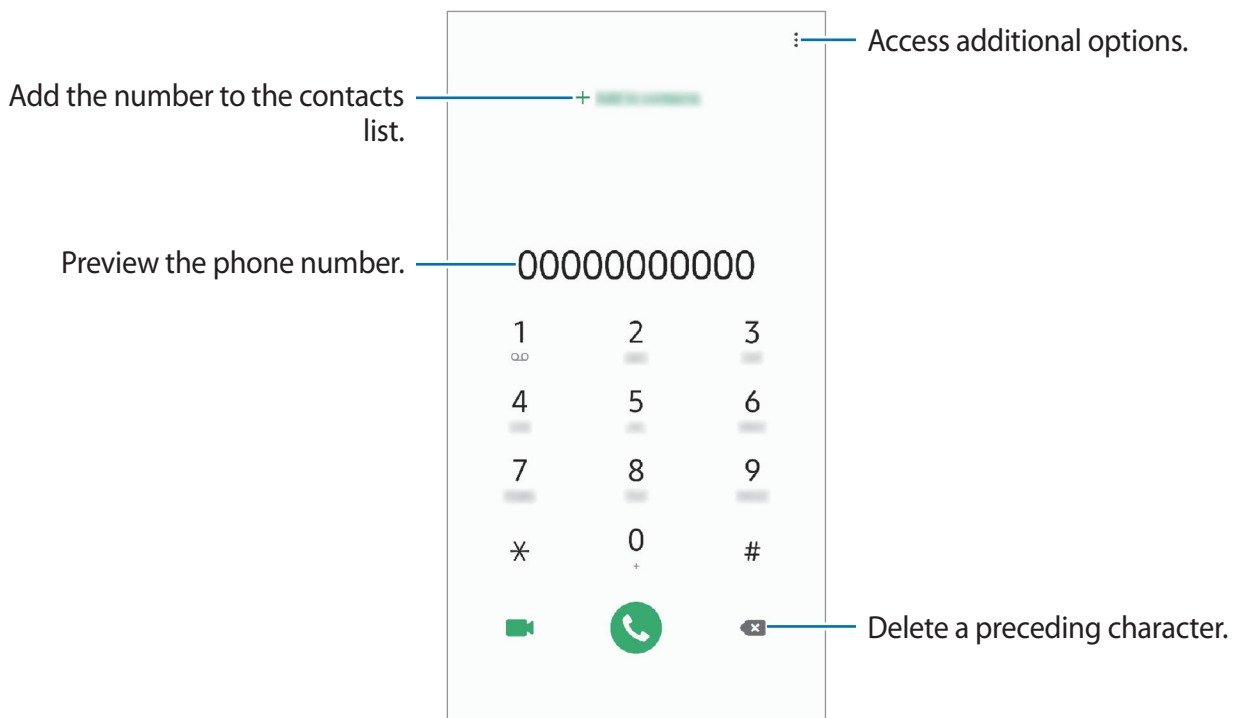 Access additional options.
Add the number to the contacts
list.
Preview the phone number.
00000000000
1 2 3
4 5 6
7 8 9
* 0 #
+
Delete a preceding character.